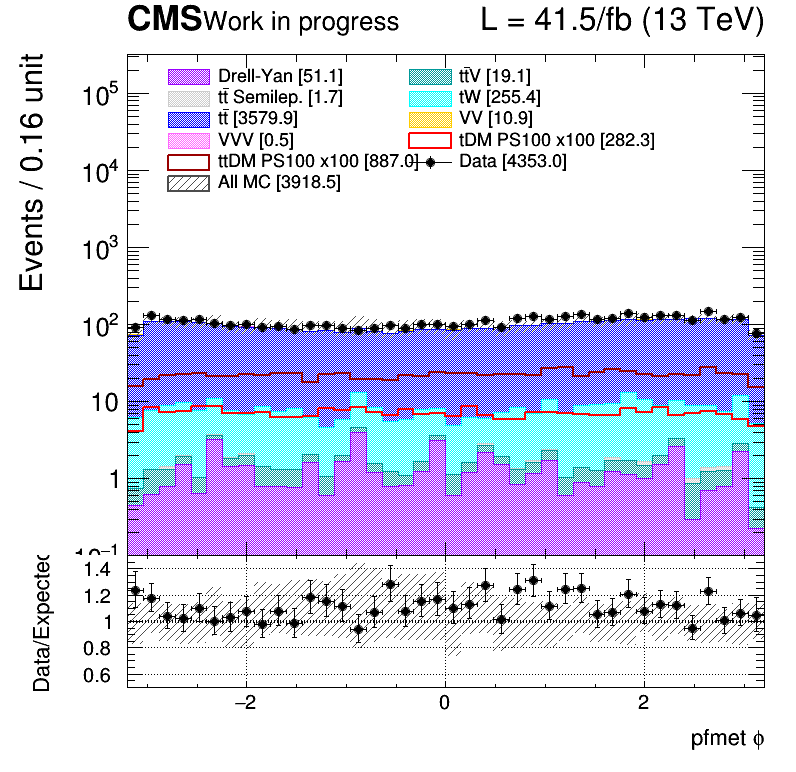 CMS Work in progress L = 41.5/fb (13 TeV)
Events / 0.16 unit
Drell-Yan [51.1] tt̄V [19.1]
tt̄ Semilep. [1.7] tW [255.4]
tt̄ [3579.9] VV [10.9]
VVV [0.5] tDM PS100 x100 [282.3]
ttDM PS100 x100 [887.0] Data [4353.0]
All MC [3918.5]
10⁵
10⁴
10³
10²
10
1
10⁻¹
Data/Expected
1.4
1.2
1
0.8
0.6
−2 0 2
pfmet ϕ